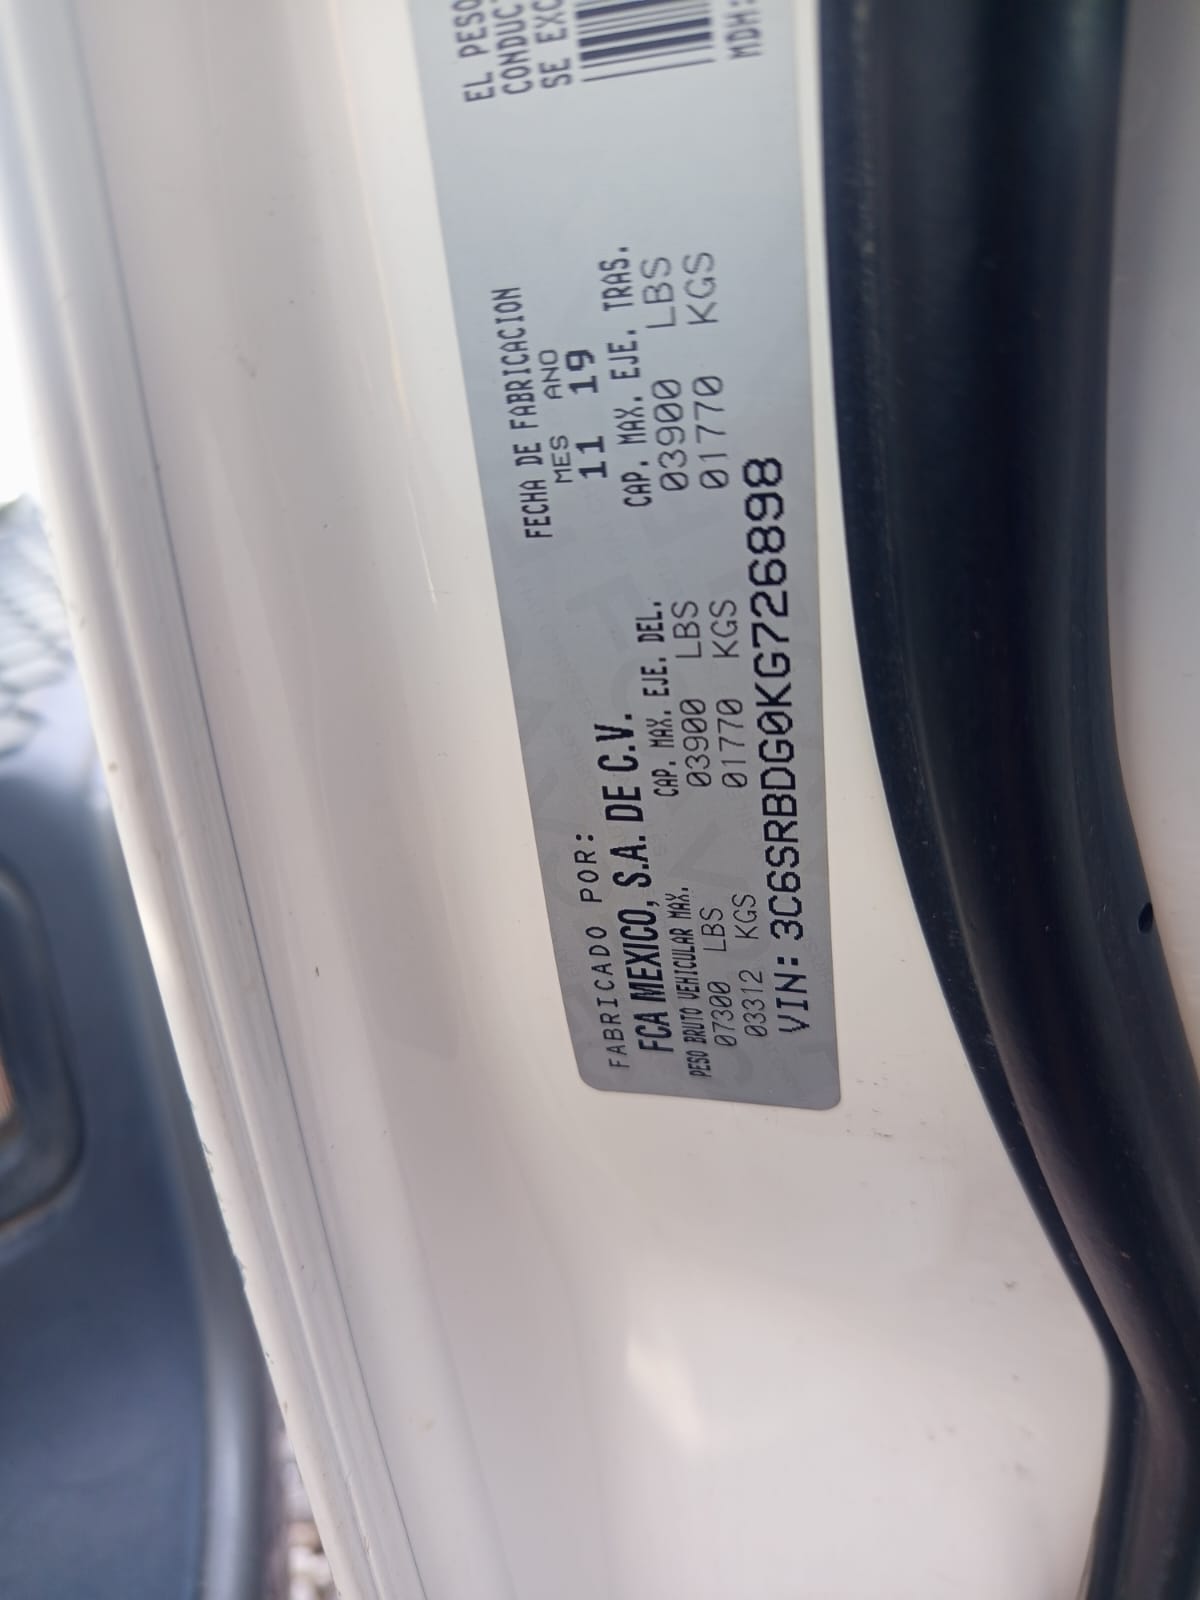 FABRICADO POR:
FCA MEXICO, S.A. DE C.V.
PESO BRUTO VEHICULAR MAX.
07300 LBS
03312 KGS
CAP. MAX. EJE. DEL.
03900 LBS
01770 KGS
FECHA DE FABRICACION
MES ANO
11 19
CAP. MAX. EJE. TRAS.
03900 LBS
01770 KGS
VIN: 3C6SRBDG0KG726898
EL PESO
CONDUC
SE EXC
MDH: